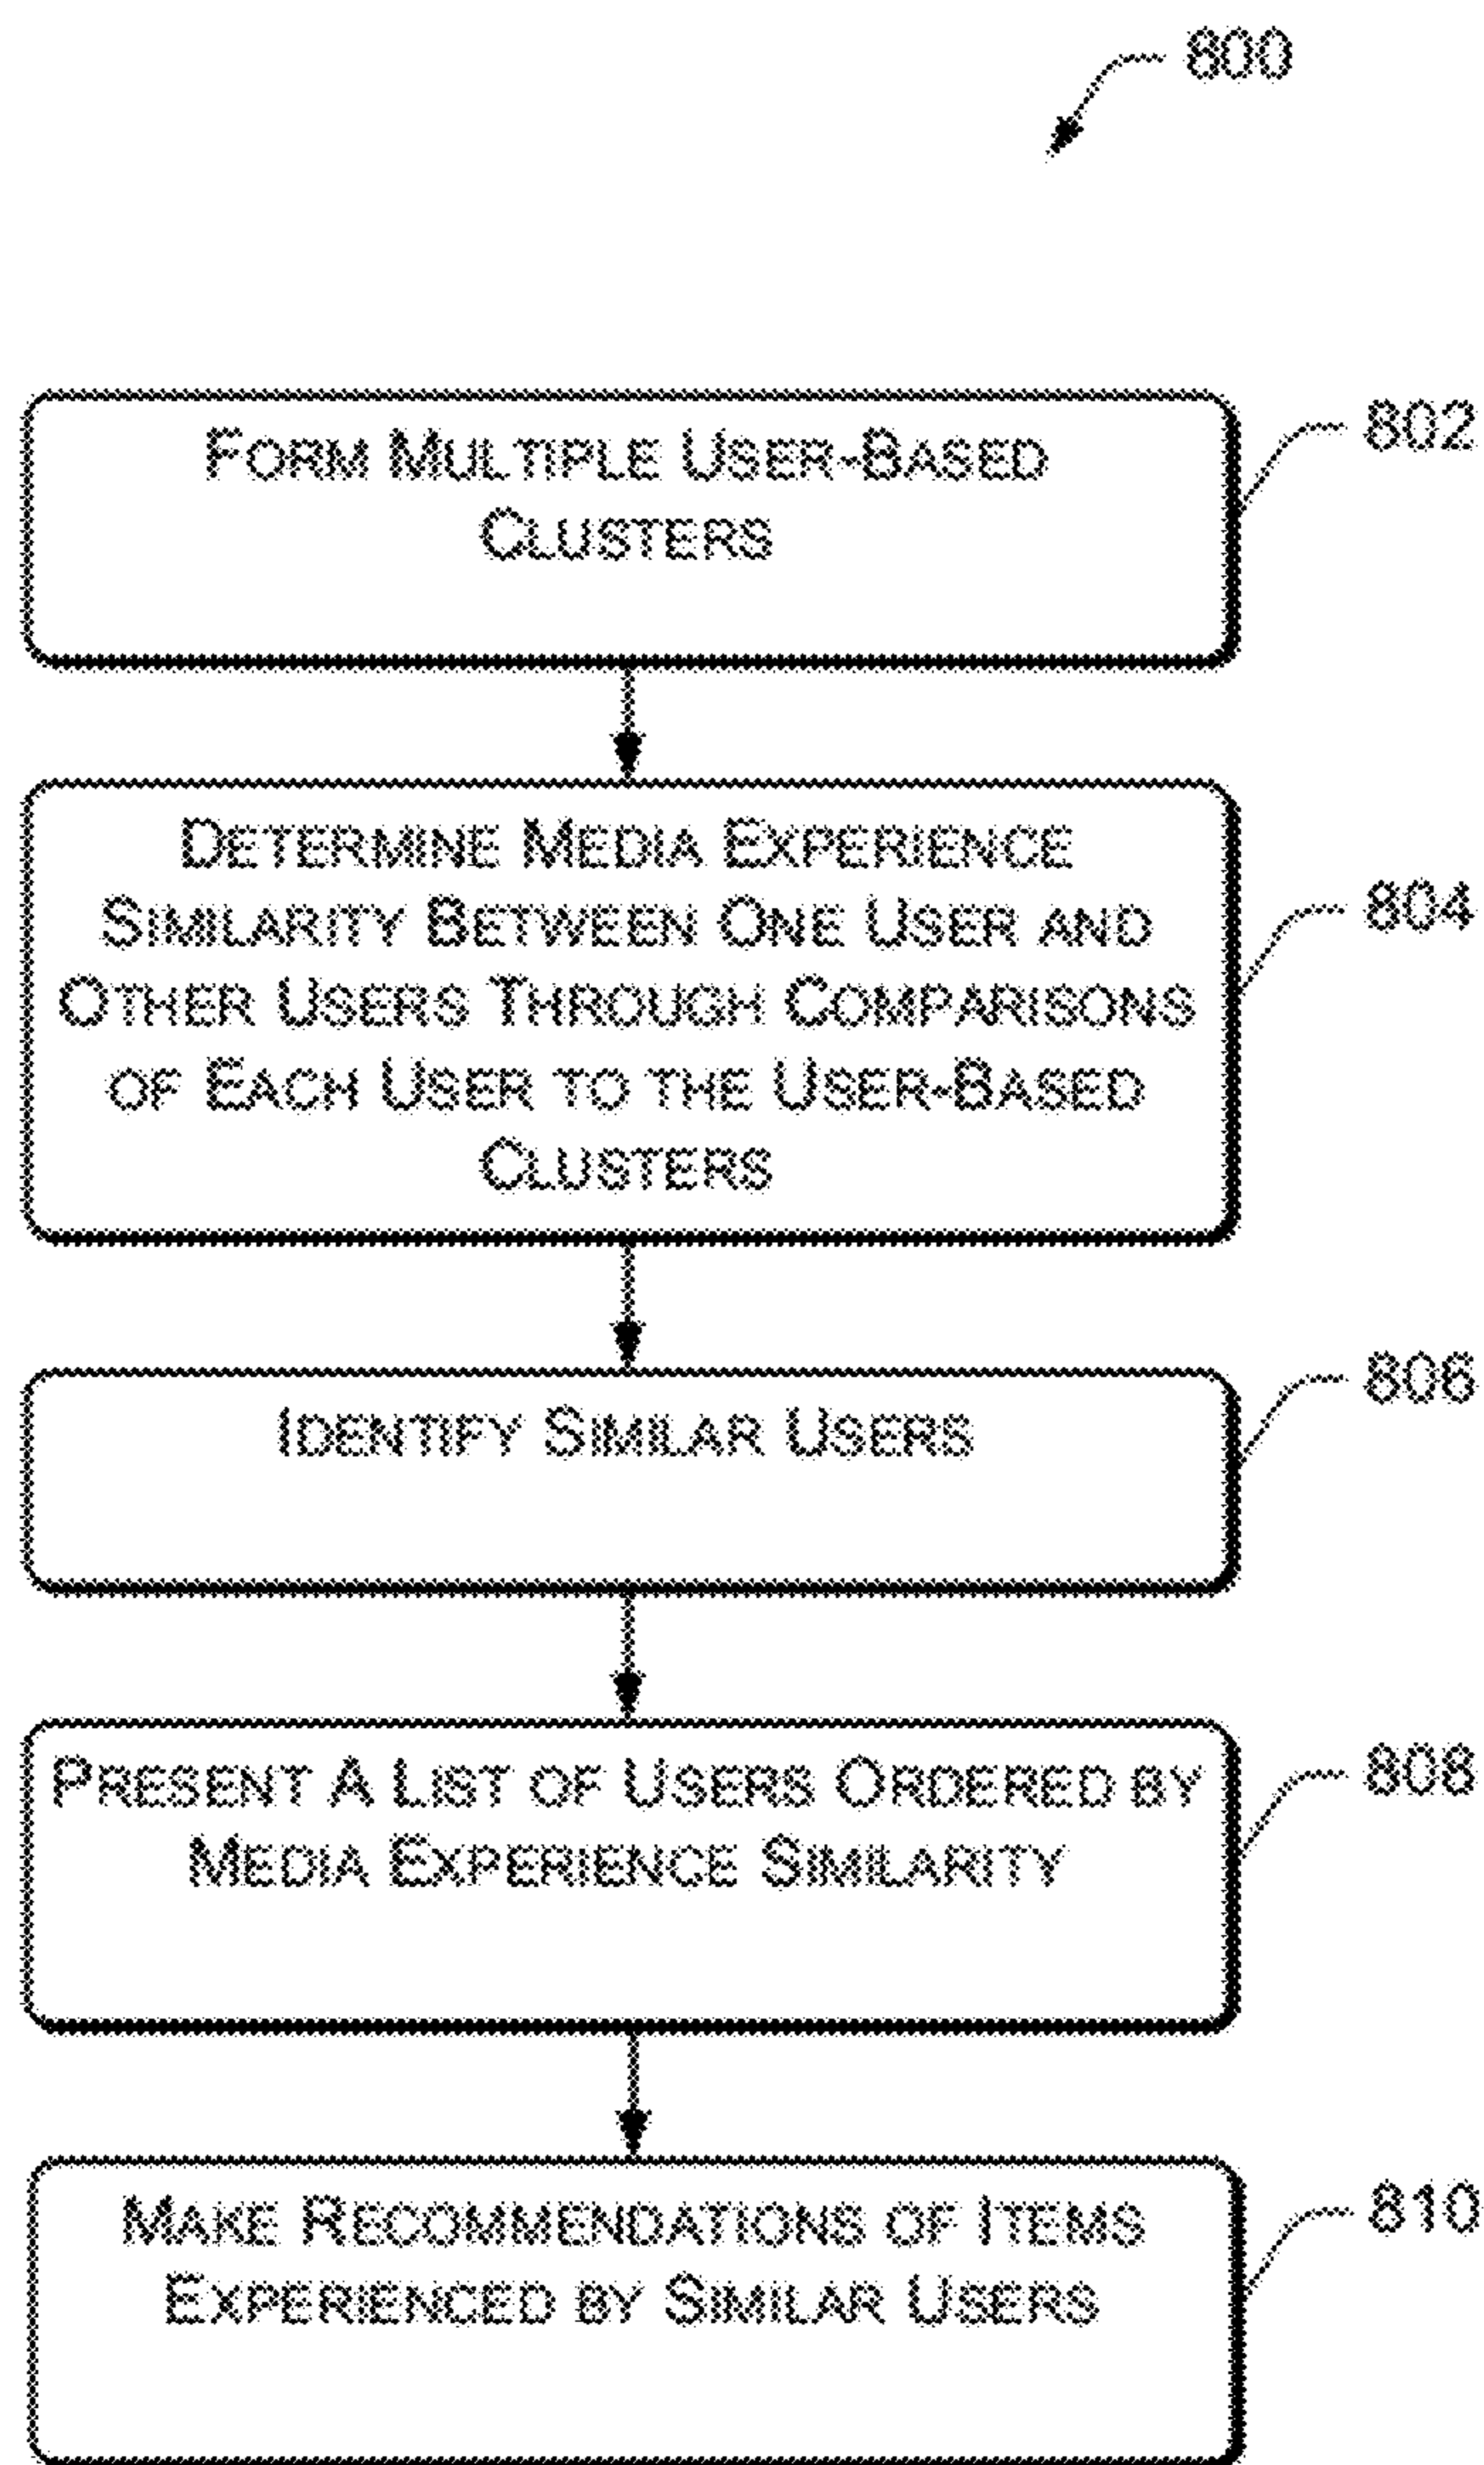 800
FORM MULTIPLE USER-BASED
CLUSTERS
802
DETERMINE MEDIA EXPERIENCE
SIMILARITY BETWEEN ONE USER AND
OTHER USERS THROUGH COMPARISONS
OF EACH USER TO THE USER-BASED
CLUSTERS
804
IDENTIFY SIMILAR USERS
806
PRESENT A LIST OF USERS ORDERED BY
MEDIA EXPERIENCE SIMILARITY
808
MAKE RECOMMENDATIONS OF ITEMS
EXPERIENCED BY SIMILAR USERS
810